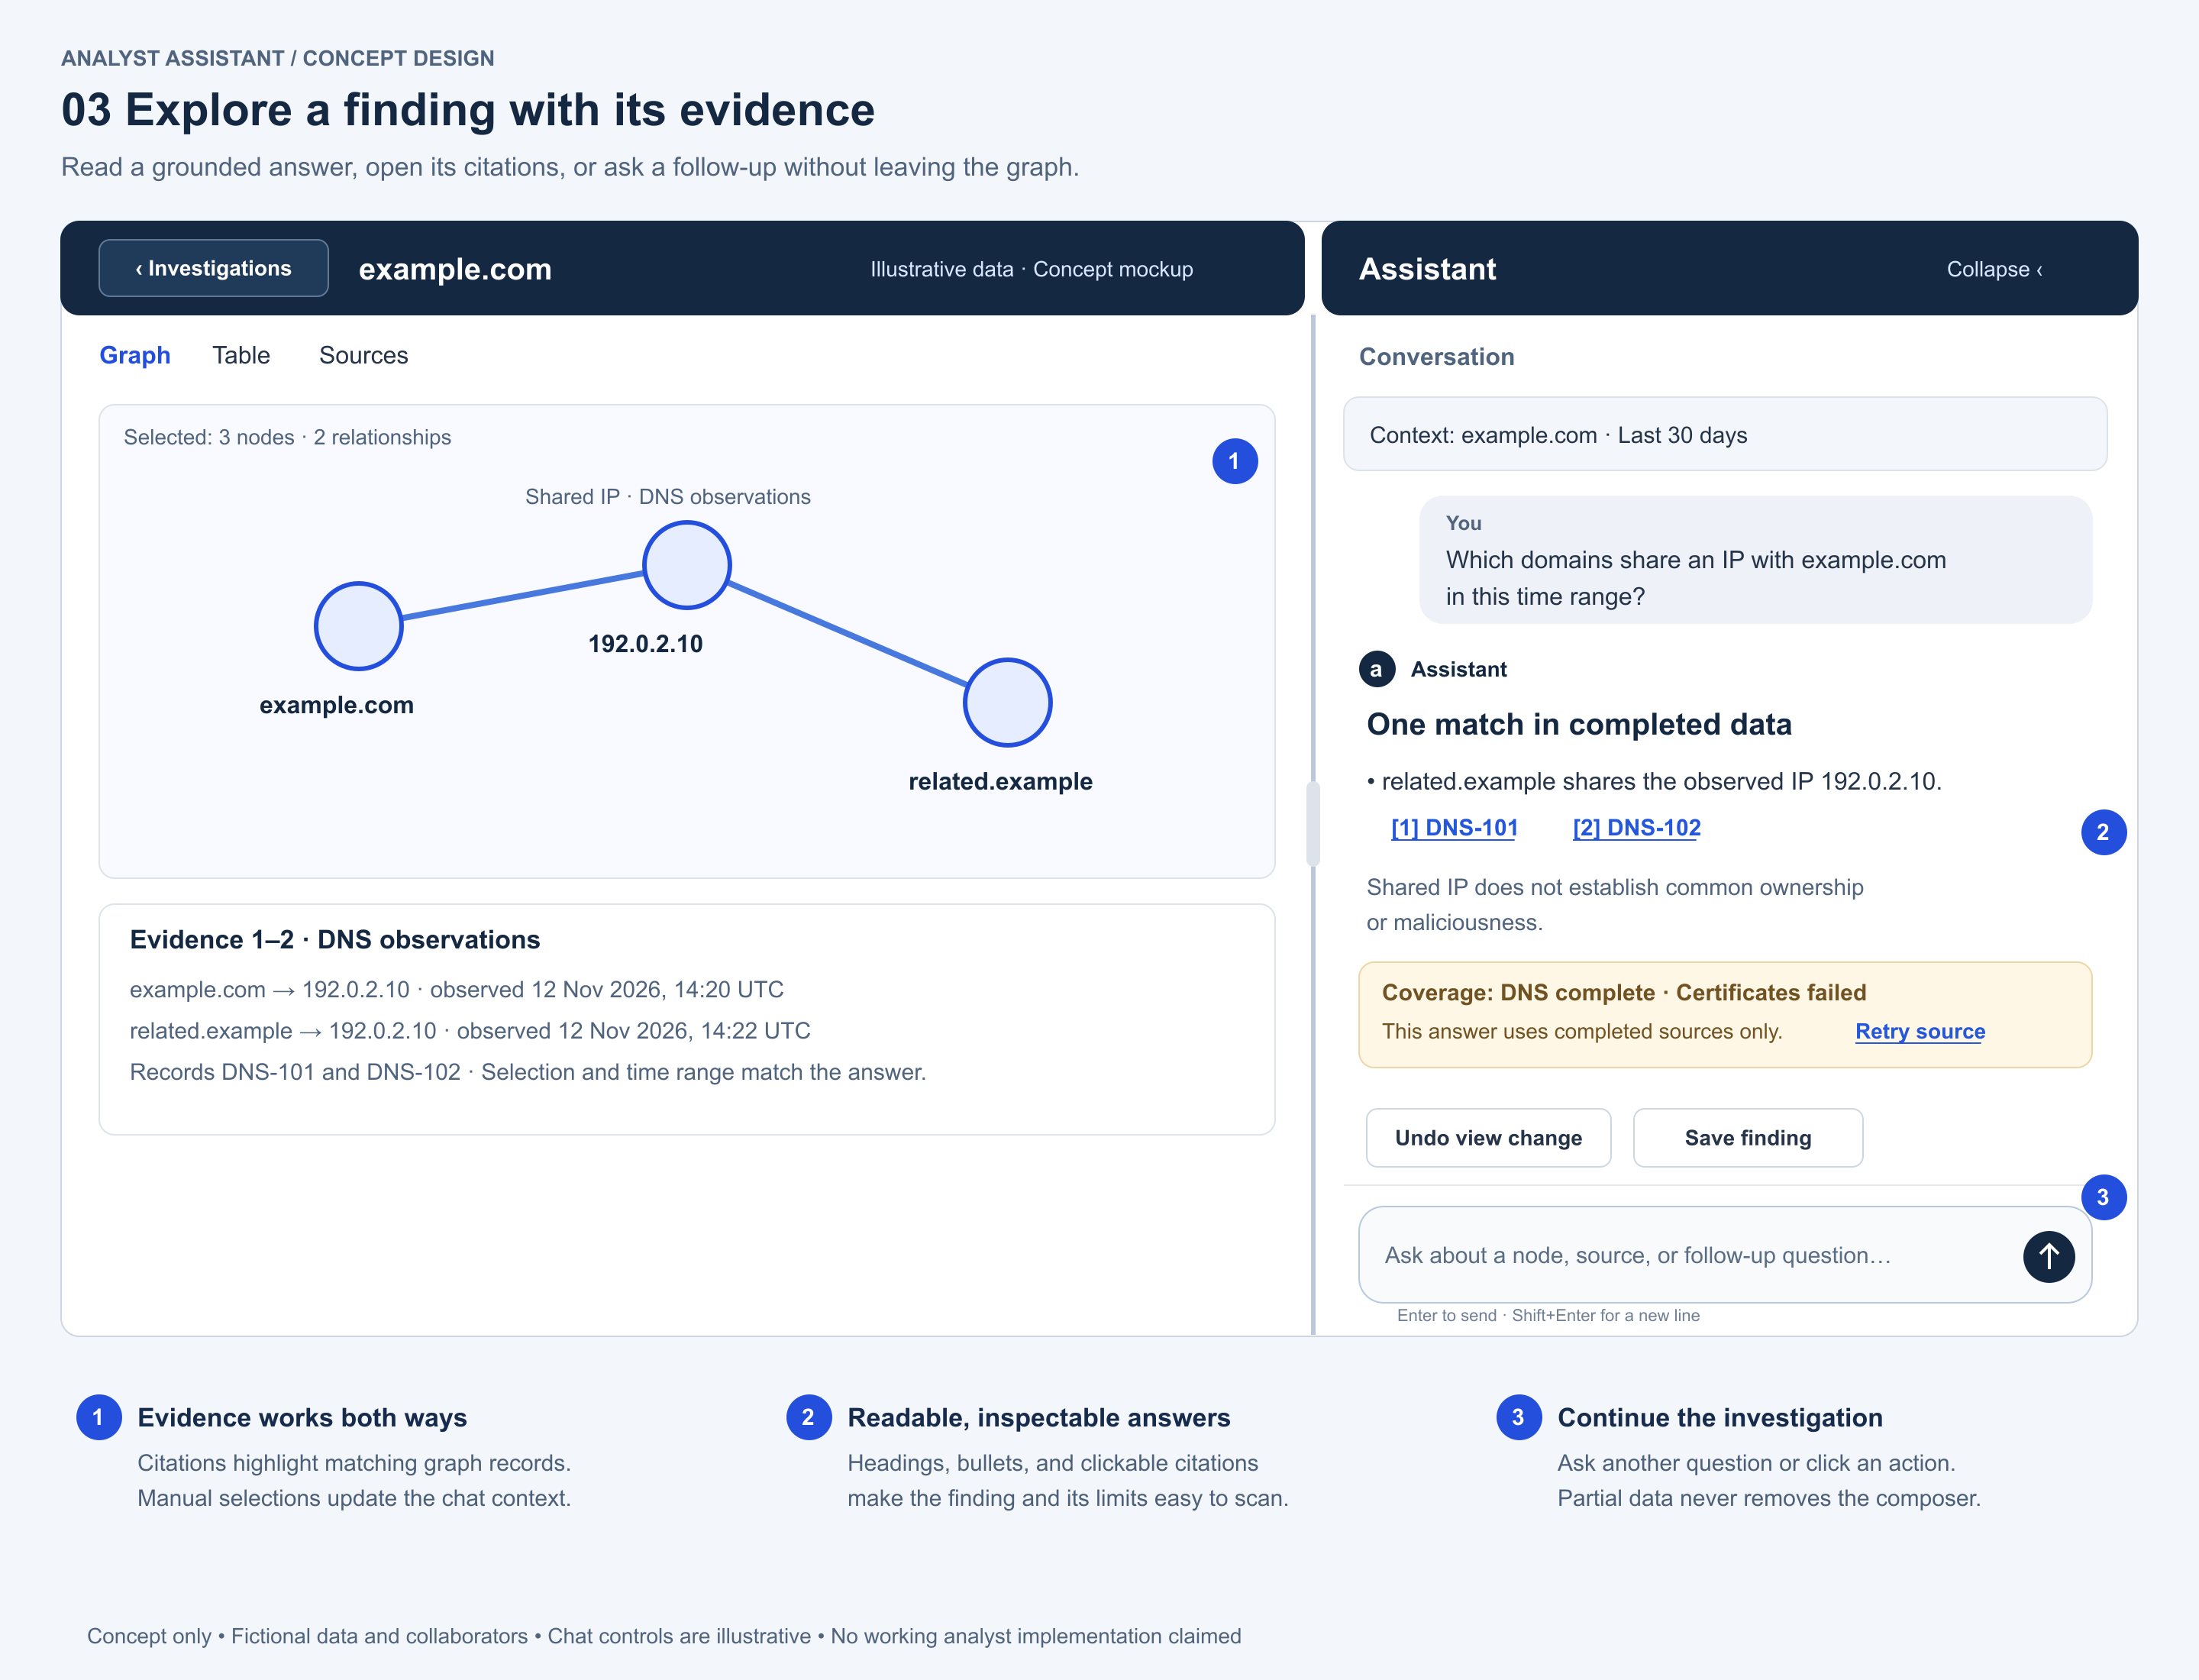 ANALYST ASSISTANT / CONCEPT DESIGN
03 Explore a finding with its evidence
Read a grounded answer, open its citations, or ask a follow-up without leaving the graph.
‹ Investigations
example.com
Illustrative data · Concept mockup
Graph
Table
Sources
Selected: 3 nodes · 2 relationships
1
Shared IP · DNS observations
192.0.2.10
example.com
related.example
Evidence 1–2 · DNS observations
example.com → 192.0.2.10 · observed 12 Nov 2026, 14:20 UTC
related.example → 192.0.2.10 · observed 12 Nov 2026, 14:22 UTC
Records DNS-101 and DNS-102 · Selection and time range match the answer.
Assistant
Collapse ‹
Conversation
Context: example.com · Last 30 days
You
Which domains share an IP with example.com
in this time range?
a
Assistant
One match in completed data
• related.example shares the observed IP 192.0.2.10.
[1] DNS-101
[2] DNS-102
2
Shared IP does not establish common ownership
or maliciousness.
Coverage: DNS complete · Certificates failed
This answer uses completed sources only.
Retry source
Undo view change
Save finding
3
Ask about a node, source, or follow-up question…
↑
Enter to send · Shift+Enter for a new line
1
Evidence works both ways
Citations highlight matching graph records.
Manual selections update the chat context.
2
Readable, inspectable answers
Headings, bullets, and clickable citations
make the finding and its limits easy to scan.
3
Continue the investigation
Ask another question or click an action.
Partial data never removes the composer.
Concept only • Fictional data and collaborators • Chat controls are illustrative • No working analyst implementation claimed